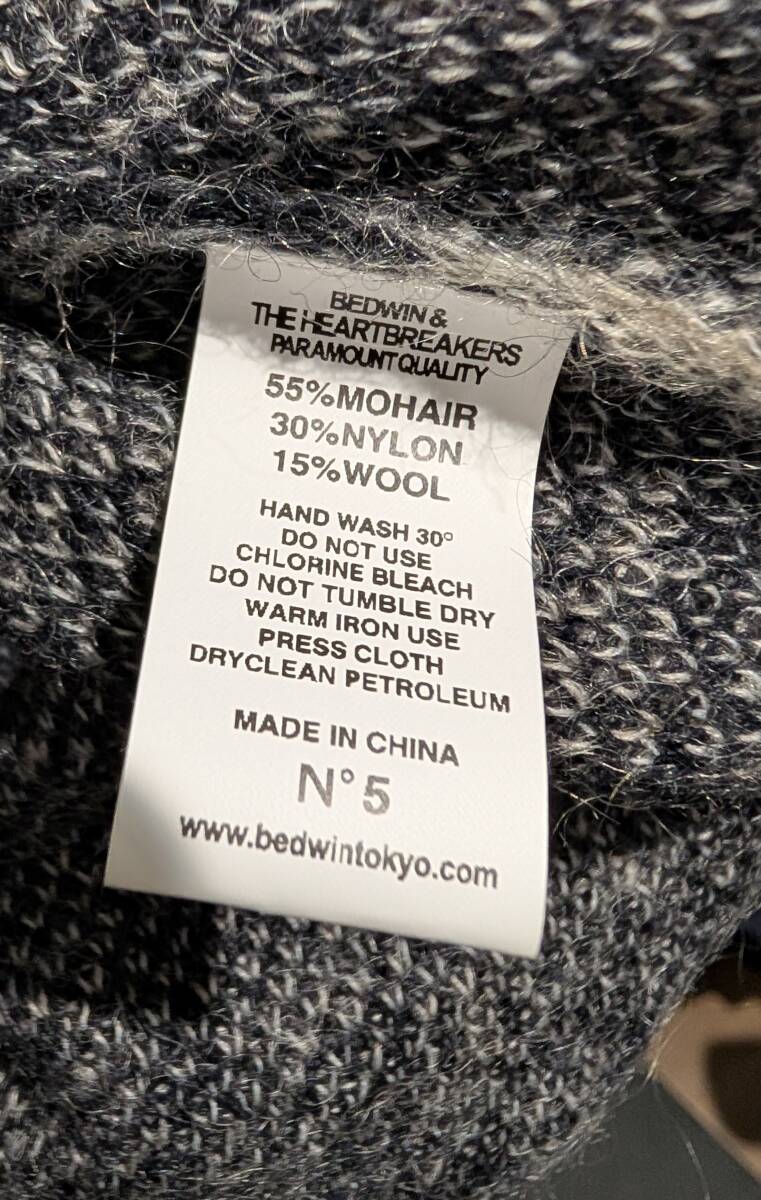 BEDWIN &
THE HEARTBREAKERS
PARAMOUNT QUALITY
55%MOHAIR
30%NYLON
15%WOOL
HAND WASH 30°
DO NOT USE
CHLORINE BLEACH
DO NOT TUMBLE DRY
WARM IRON USE
PRESS CLOTH
DRYCLEAN PETROLEUM
MADE IN CHINA
N°5
www.bedwintokyo.com